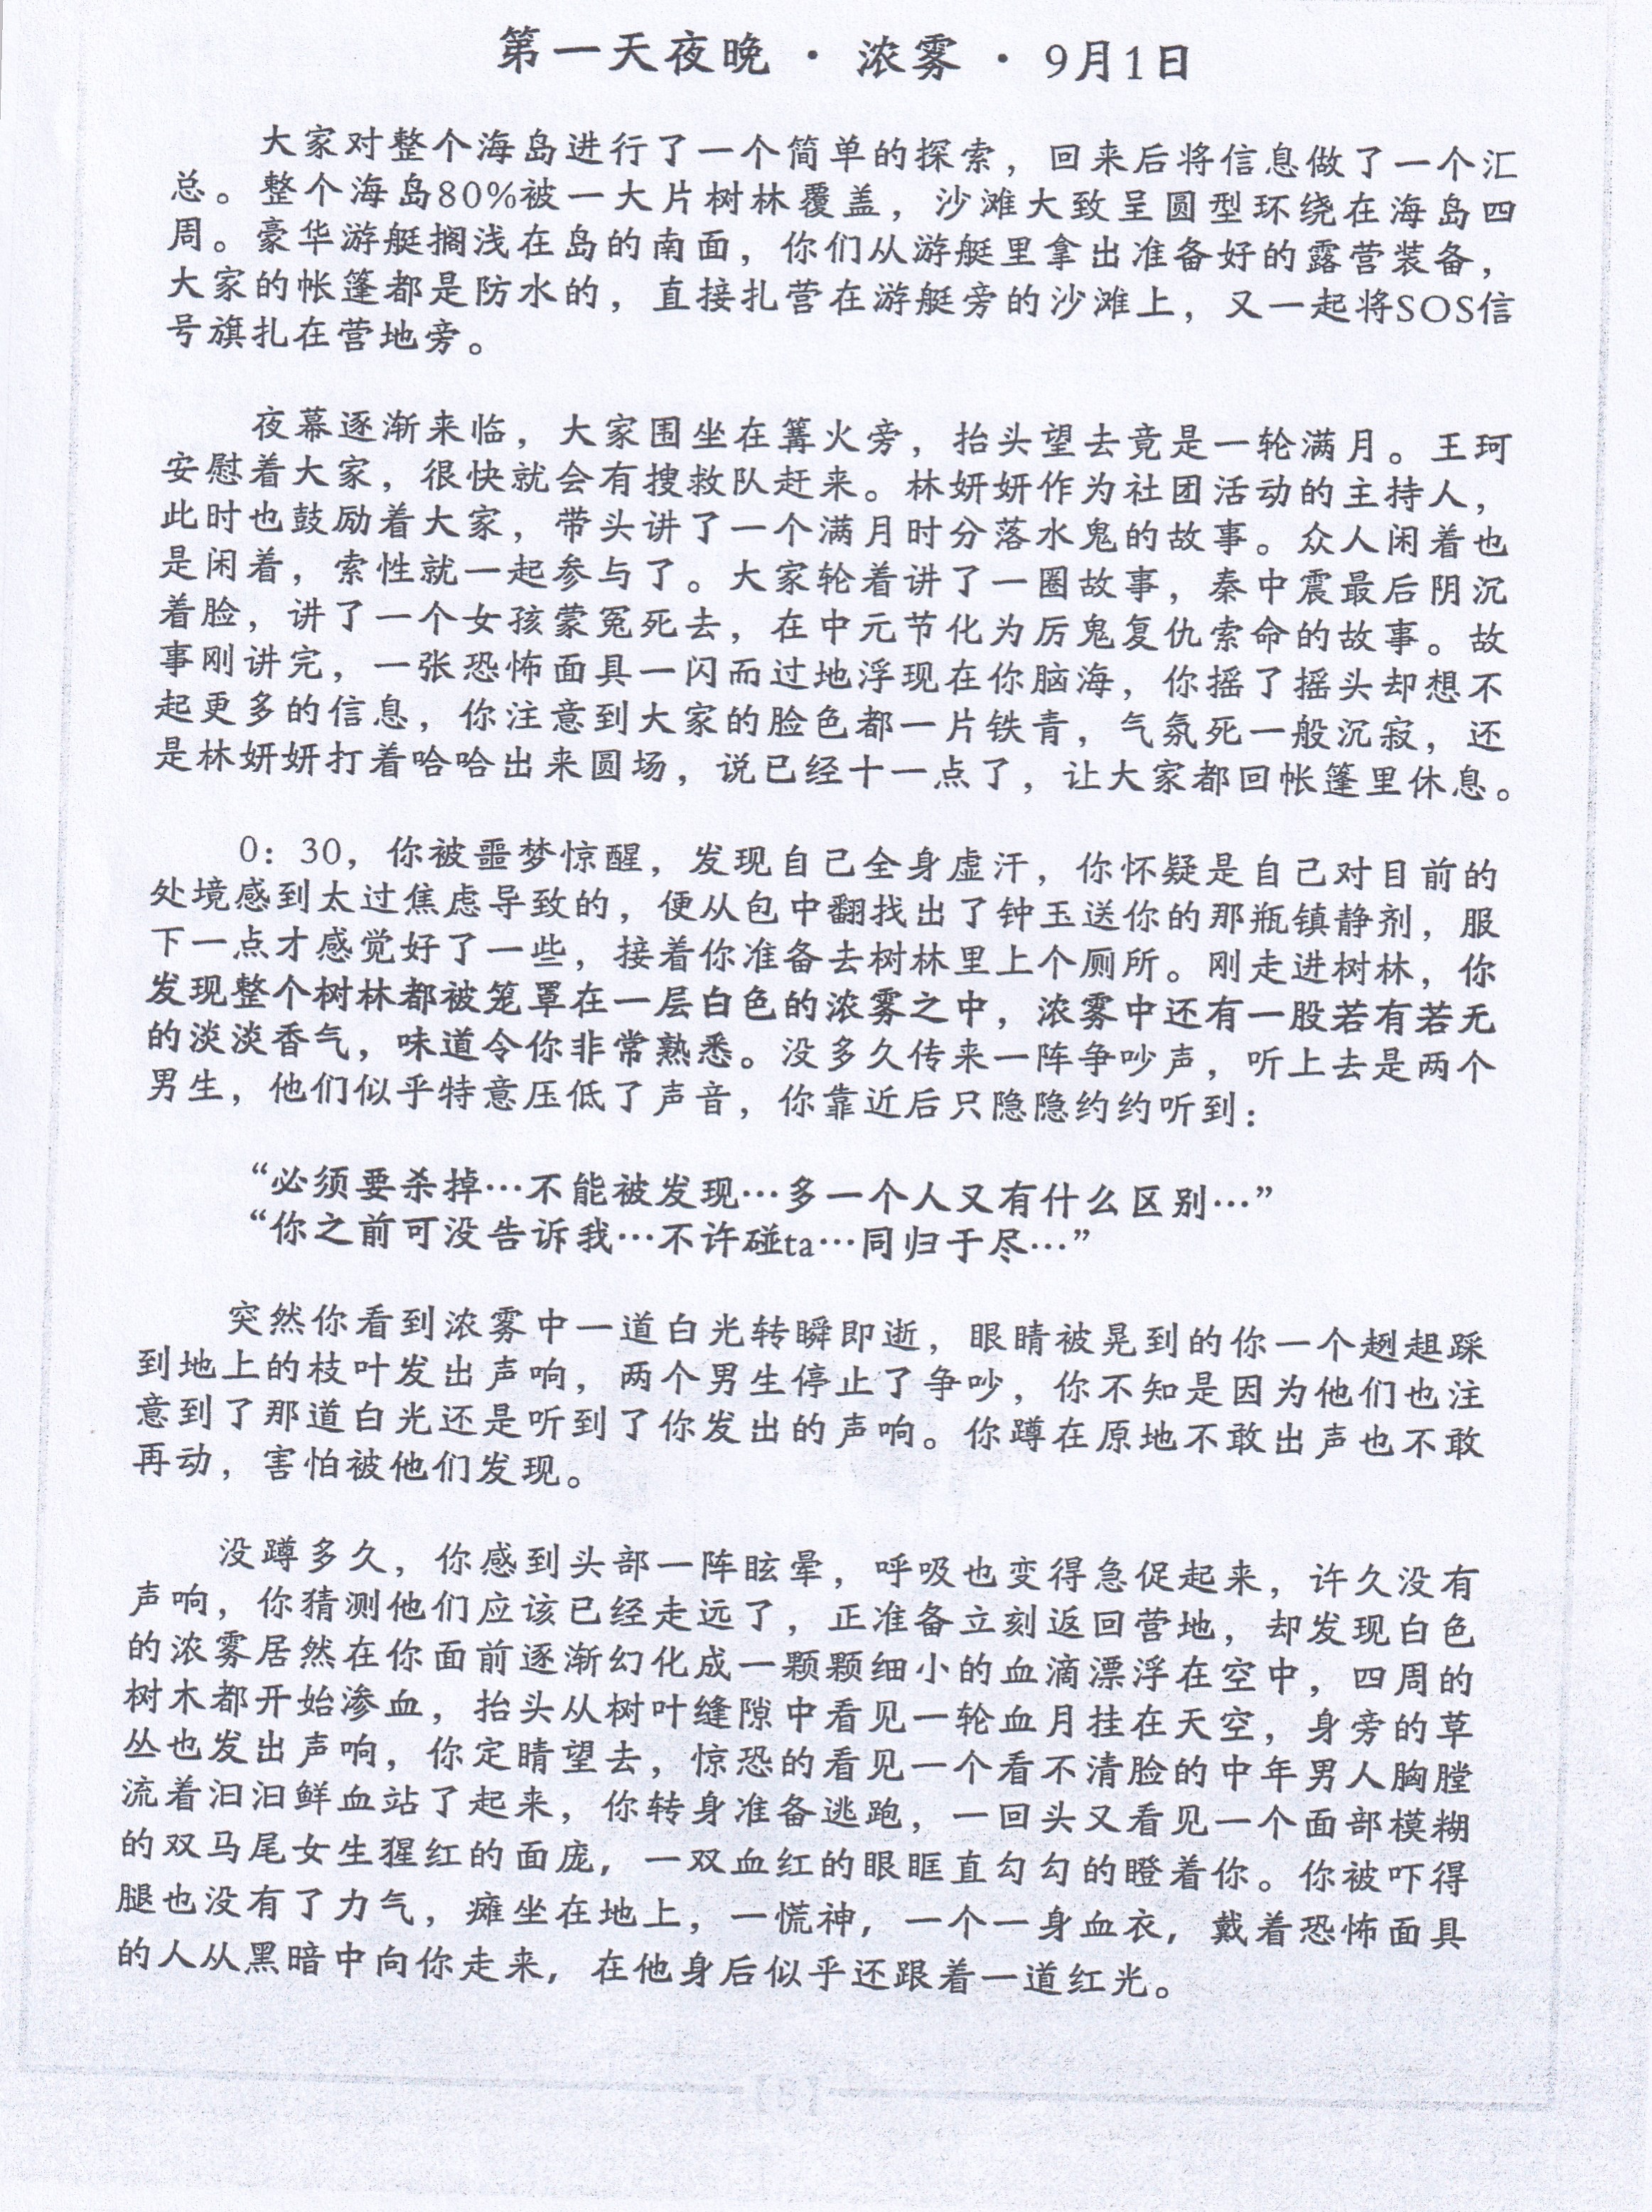 第一天夜晚 · 浓雾 · 9月1日
大家对整个海岛进行了一个简单的探索，回来后将信息做了一个汇
总。整个海岛80%被一大片树林覆盖，沙滩大致呈圆型环绕在海岛四
周。豪华游艇搁浅在岛的南面，你们从游艇里拿出准备好的露营装备，
大家的帐篷都是防水的，直接扎营在游艇旁的沙滩上，又一起将SOS信
号旗扎在营地旁。
夜幕逐渐来临，大家围坐在篝火旁，抬头望去竟是一轮满月。王珂
安慰着大家，很快就会有搜救队赶来。林妍妍作为社团活动的主持人，
此时也鼓励着大家，带头讲了一个满月时分落水鬼的故事。众人闲着也
是闲着，索性就一起参与了。大家轮着讲了一圈故事，秦中震最后阴沉
着脸，讲了一个女孩蒙冤死去，在中元节化为厉鬼复仇索命的故事。故
事刚讲完，一张恐怖面具一闪而过地浮现在你脑海，你摇了摇头却想不
起更多的信息，你注意到大家的脸色都一片铁青，气氛死一般沉寂，还
是林妍妍打着哈哈出来圆场，说已经十一点了，让大家都回帐篷里休息。
0：30，你被噩梦惊醒，发现自己全身虚汗，你怀疑是自己对目前的
处境感到太过焦虑导致的，便从包中翻找出了钟玉送你的那瓶镇静剂，服
下一点才感觉好了一些，接着你准备去树林里上个厕所。刚走进树林，你
发现整个树林都被笼罩在一层白色的浓雾之中，浓雾中还有一股若有若无
的淡淡香气，味道令你非常熟悉。没多久传来一阵争吵声，听上去是两个
男生，他们似乎特意压低了声音，你靠近后只隐隐约约听到：
“必须要杀掉…不能被发现…多一个人又有什么区别…”
“你之前可没告诉我…不许碰ta…同归于尽…”
突然你看到浓雾中一道白光转瞬即逝，眼睛被晃到的你一个趔趄踩
到地上的枝叶发出声响，两个男生停止了争吵，你不知是因为他们也注
意到了那道白光还是听到了你发出的声响。你蹲在原地不敢出声也不敢
再动，害怕被他们发现。
没蹲多久，你感到头部一阵眩晕，呼吸也变得急促起来，许久没有
声响，你猜测他们应该已经走远了，正准备立刻返回营地，却发现白色
的浓雾居然在你面前逐渐幻化成一颗颗细小的血滴漂浮在空中，四周的
树木都开始渗血，抬头从树叶缝隙中看见一轮血月挂在天空，身旁的草
丛也发出声响，你定睛望去，惊恐的看见一个看不清脸的中年男人胸膛
流着汩汩鲜血站了起来，你转身准备逃跑，一回头又看见一个面部模糊
的双马尾女生猩红的面庞，一双血红的眼眶直勾勾的瞪着你。你被吓得
腿也没有了力气，瘫坐在地上，一慌神，一个一身血衣，戴着恐怖面具
的人从黑暗中向你走来，在他身后似乎还跟着一道红光。